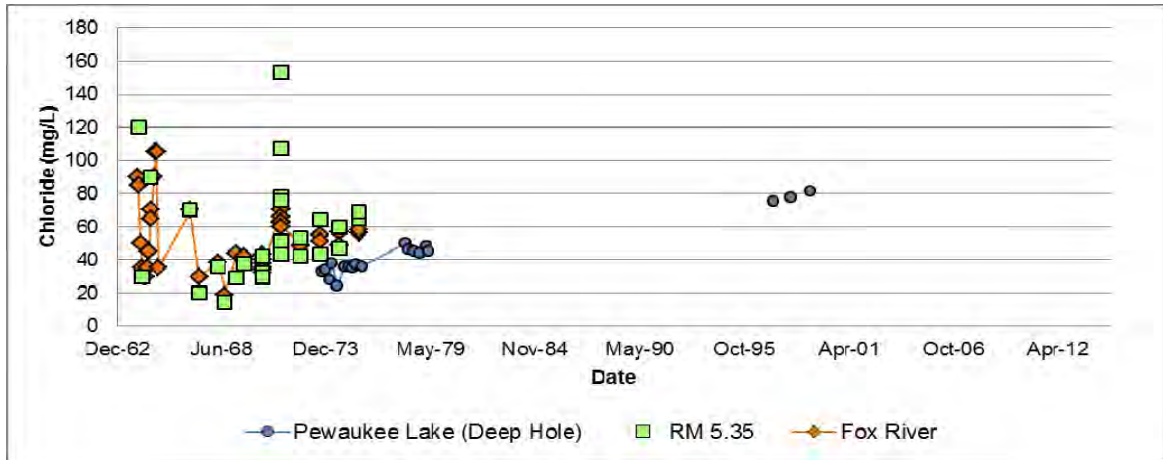 180
160
140
120
100
80
60
40
20
0
Chloride (mg/L)
Dec-62 Jun-68 Dec-73 May-79 Nov-84 May-90 Oct-95 Apr-01 Oct-06 Apr-12
Date
Pewaukee Lake (Deep Hole) RM 5.35 Fox River